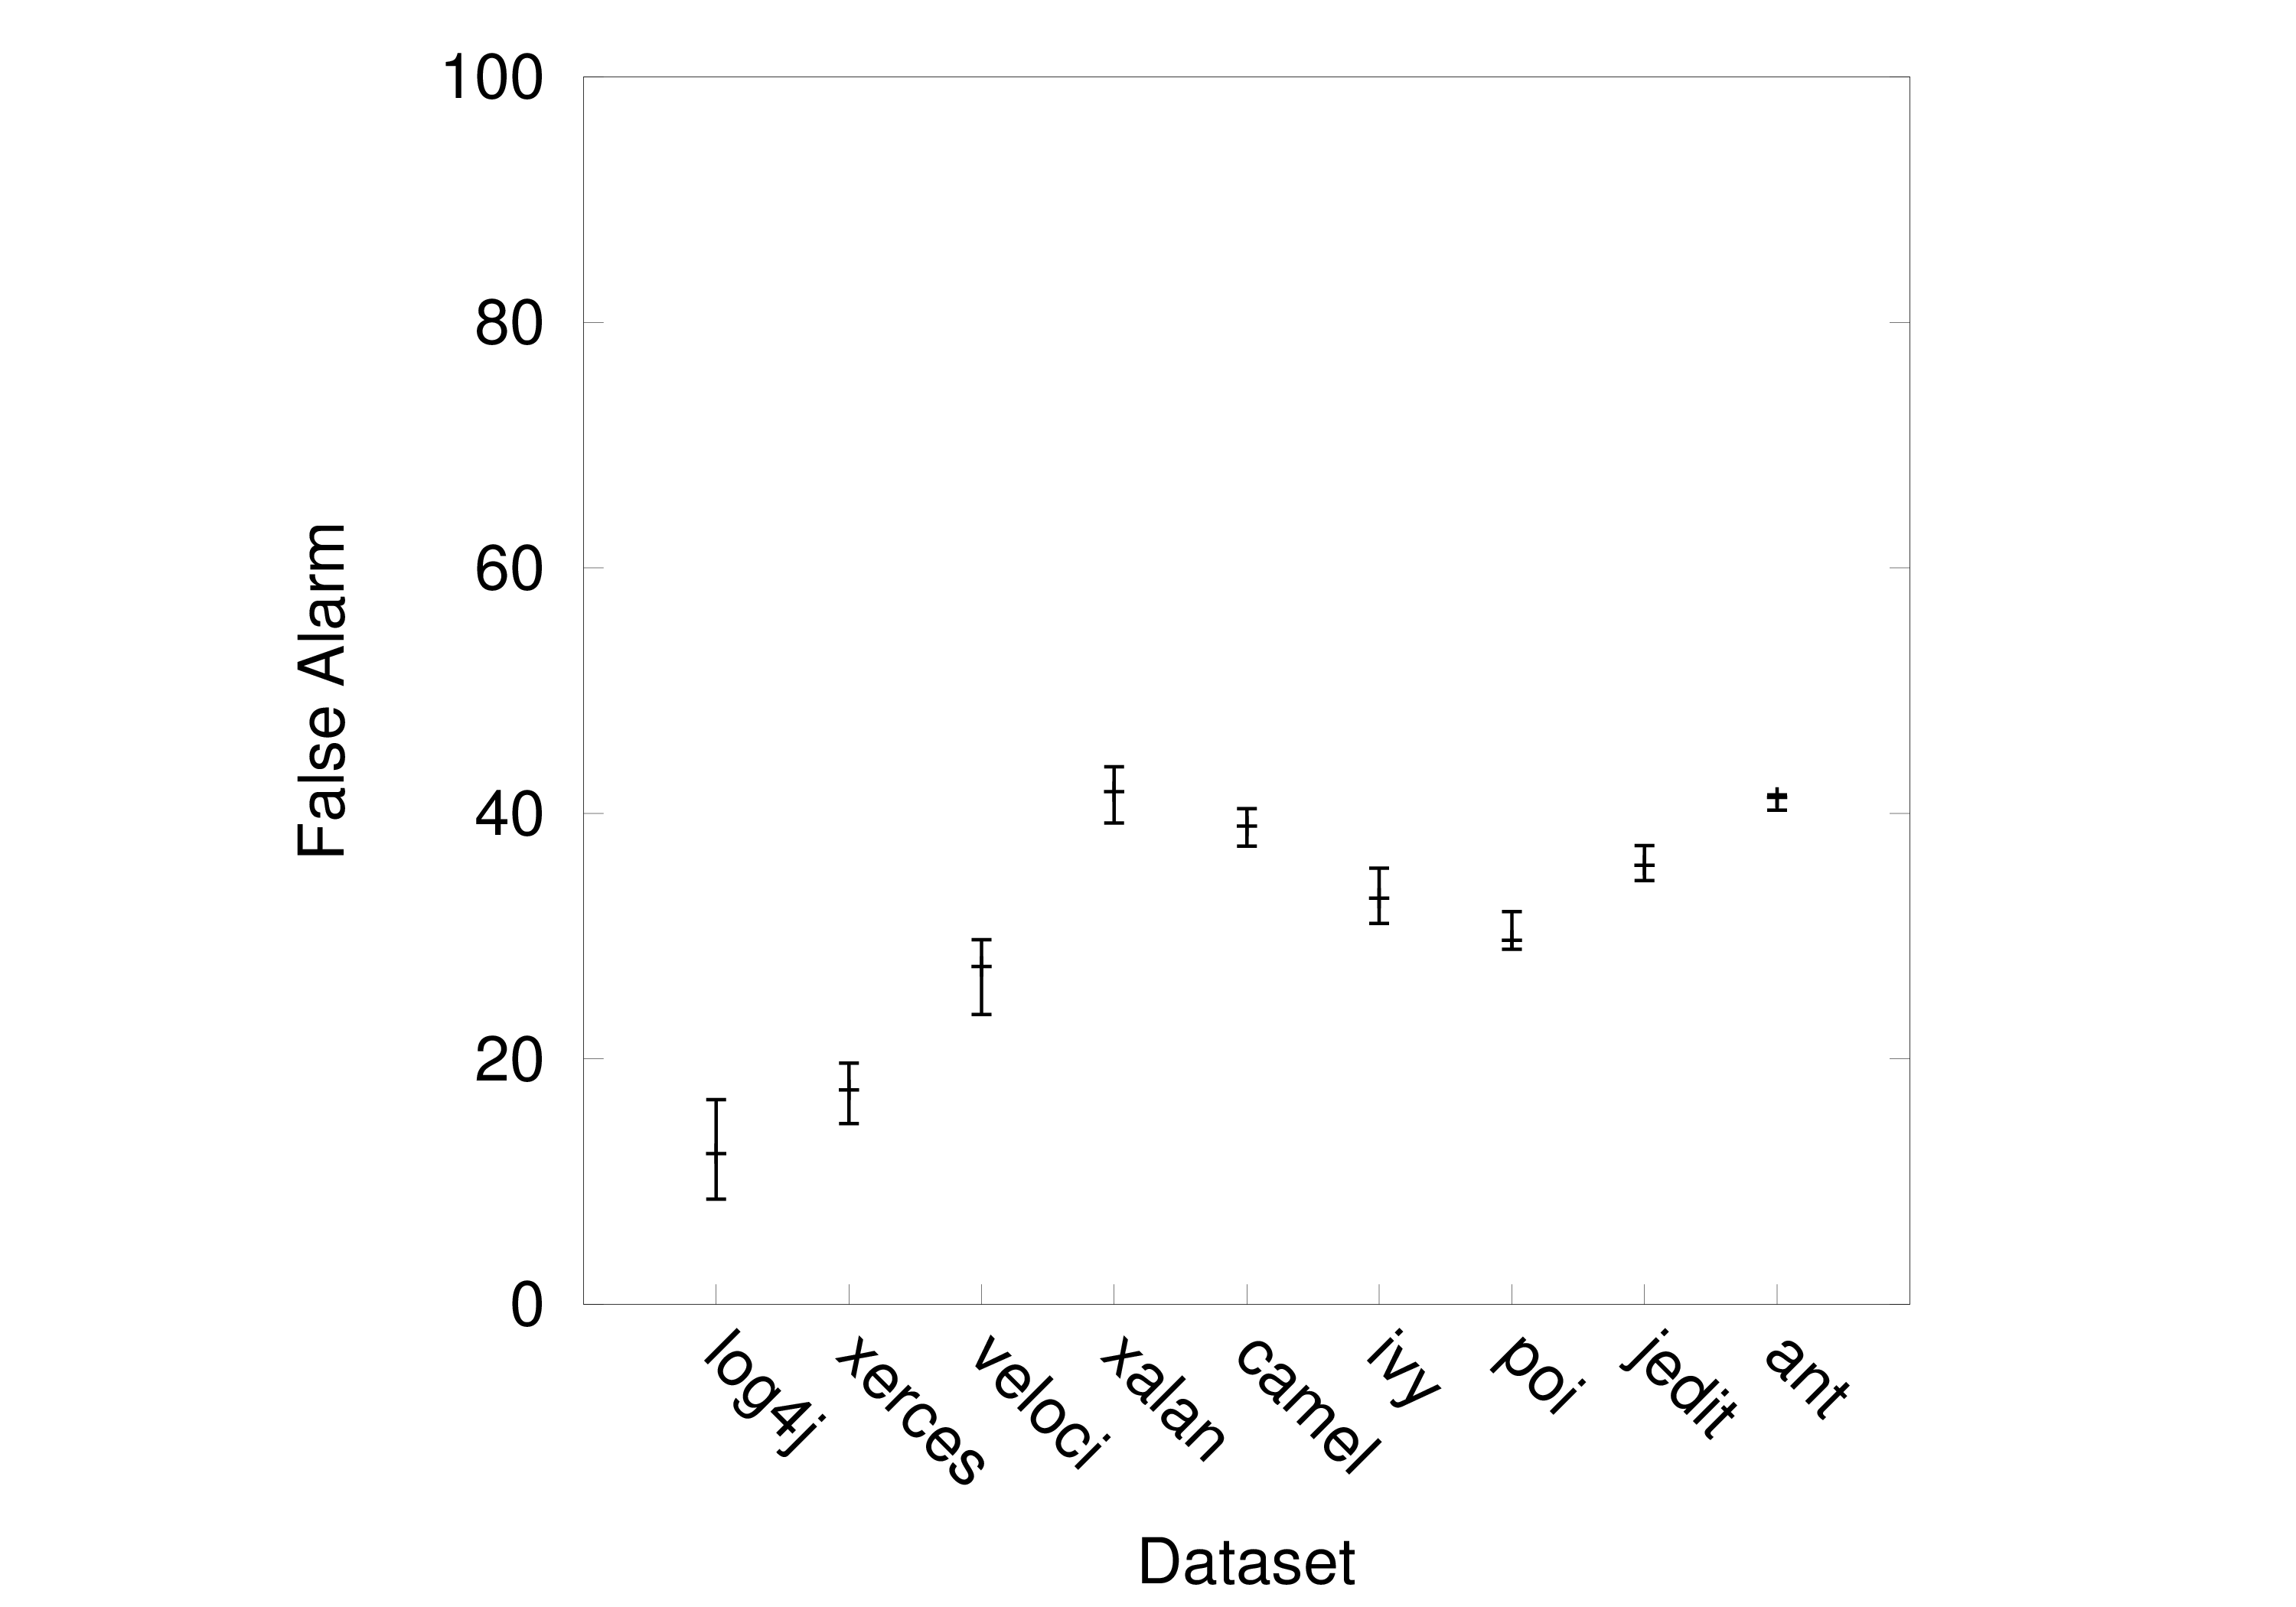 100
80
60
40
20
0
False Alarm
log4j
xerces
veloci
xalan
camel
ivy
poi
jedit
ant
Dataset